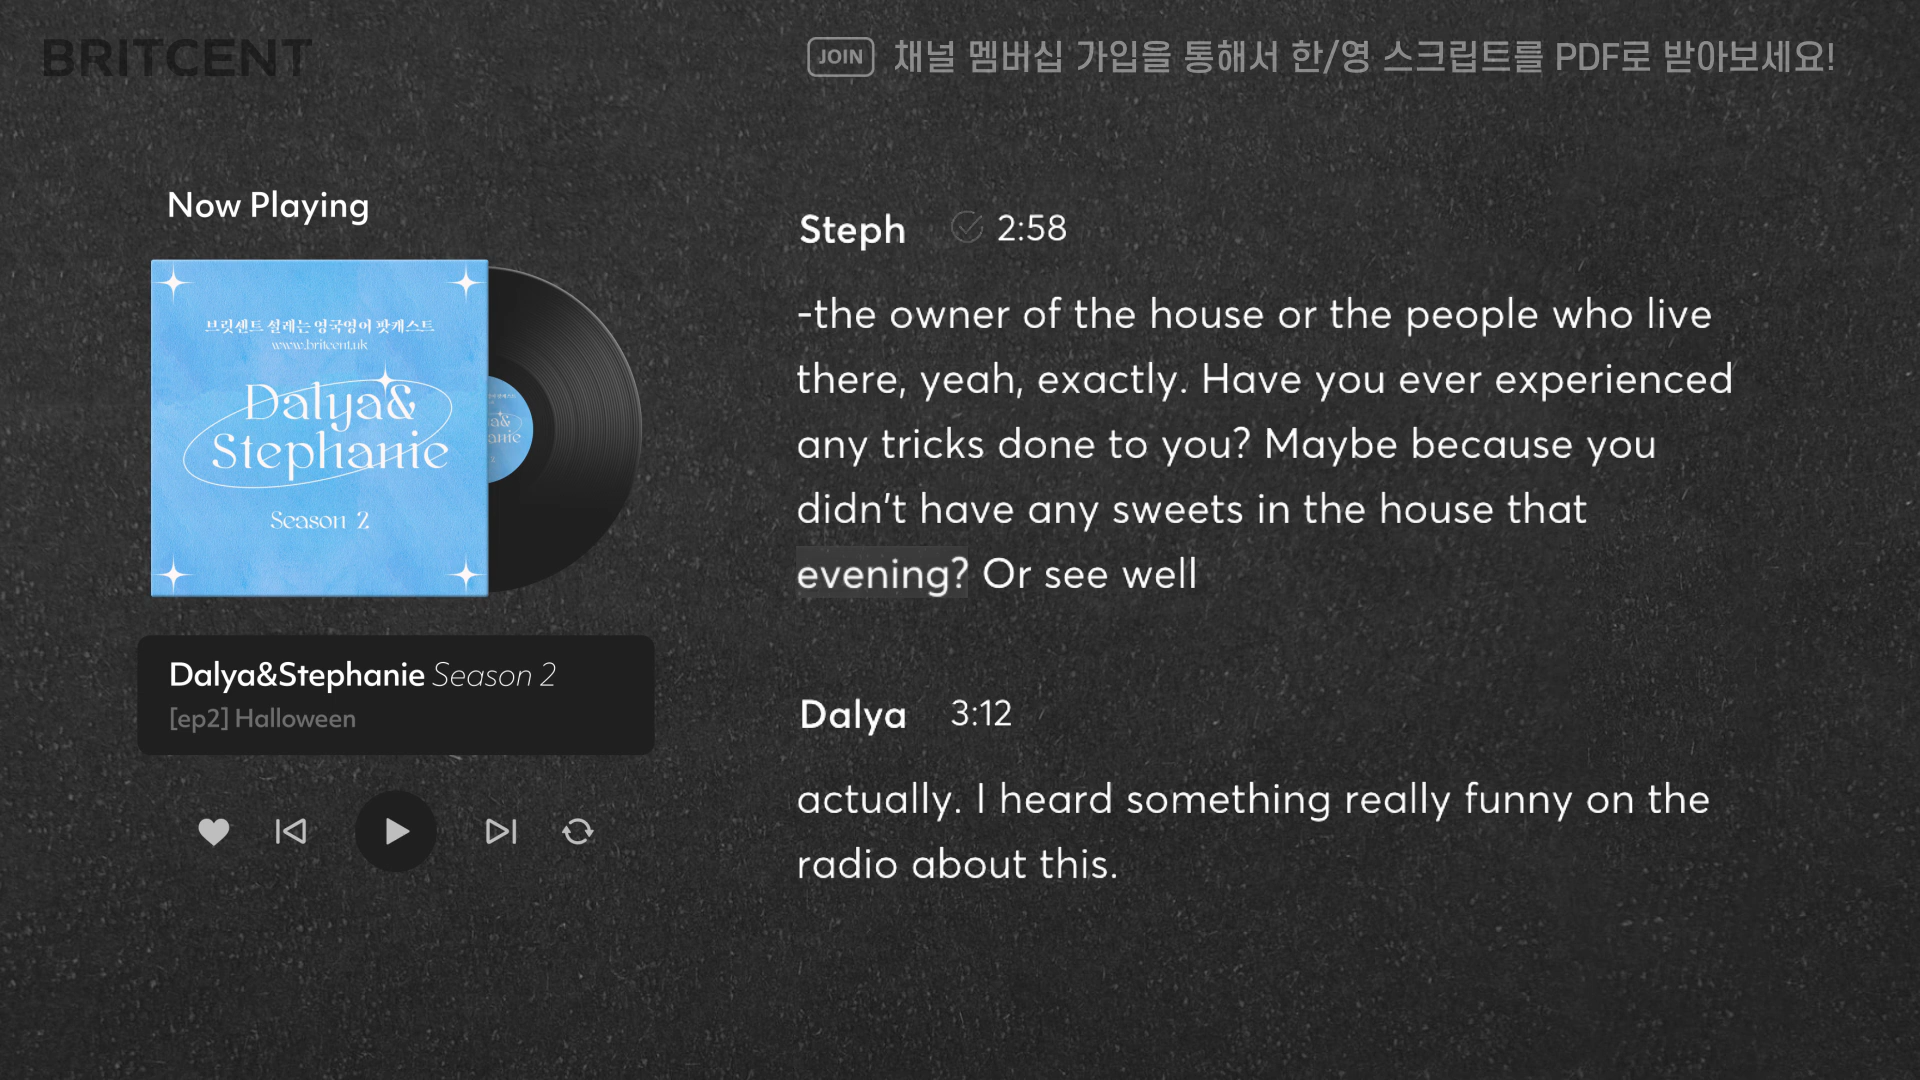 BRITCENT
JOIN 채널 멤버십 가입을 통해서 한/영 스크립트를 PDF로 받아보세요!
Now Playing
브릿센트 설레는 영국영어 팟캐스트
www.britcent.uk
Dalya&
Stephanie
Season 2
Dalya&Stephanie Season 2
[ep2] Halloween
Steph 2:58
-the owner of the house or the people who live
there, yeah, exactly. Have you ever experienced
any tricks done to you? Maybe because you
didn't have any sweets in the house that
evening? Or see well
Dalya 3:12
actually. I heard something really funny on the
radio about this.